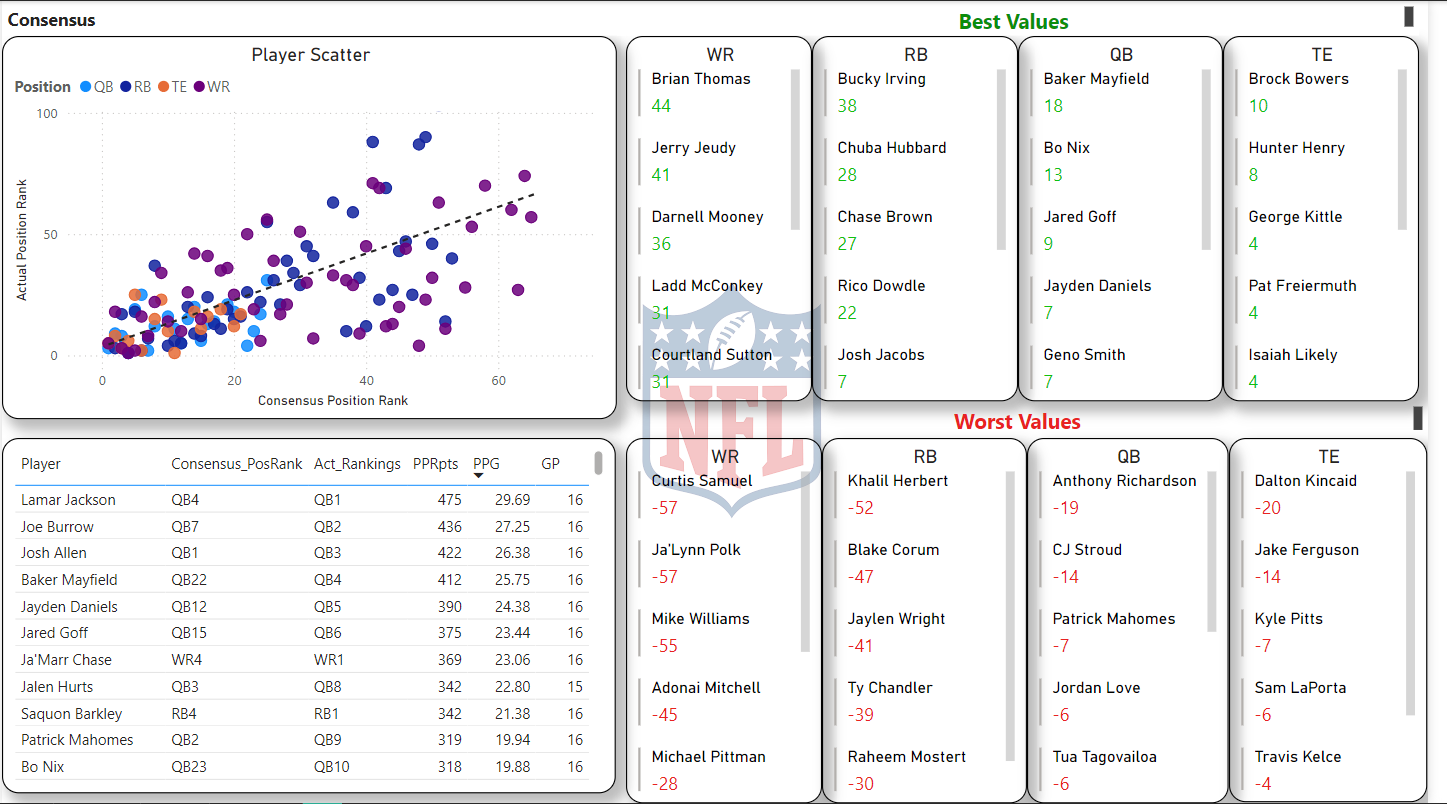 Consensus
Player Scatter
Position QB RB TE WR
100
50
0
Actual Position Rank
0 20 40 60
Consensus Position Rank
Best Values
WR
Brian Thomas
44
Jerry Jeudy
41
Darnell Mooney
36
Ladd McConkey
31
Courtland Sutton
31
RB
Bucky Irving
38
Chuba Hubbard
28
Chase Brown
27
Rico Dowdle
22
Josh Jacobs
7
QB
Baker Mayfield
18
Bo Nix
13
Jared Goff
9
Jayden Daniels
7
Geno Smith
7
TE
Brock Bowers
10
Hunter Henry
8
George Kittle
4
Pat Freiermuth
4
Isaiah Likely
4
NFL
Player Consensus_PosRank Act_Rankings PPRpts PPG GP
Lamar Jackson QB4 QB1 475 29.69 16
Joe Burrow QB7 QB2 436 27.25 16
Josh Allen QB1 QB3 422 26.38 16
Baker Mayfield QB22 QB4 412 25.75 16
Jayden Daniels QB12 QB5 390 24.38 16
Jared Goff QB15 QB6 375 23.44 16
Ja'Marr Chase WR4 WR1 369 23.06 16
Jalen Hurts QB3 QB8 342 22.80 15
Saquon Barkley RB4 RB1 342 21.38 16
Patrick Mahomes QB2 QB9 319 19.94 16
Bo Nix QB23 QB10 318 19.88 16
Worst Values
WR
Curtis Samuel
-57
Ja'Lynn Polk
-57
Mike Williams
-55
Adonai Mitchell
-45
Michael Pittman
-28
RB
Khalil Herbert
-52
Blake Corum
-47
Jaylen Wright
-41
Ty Chandler
-39
Raheem Mostert
-30
QB
Anthony Richardson
-19
CJ Stroud
-14
Patrick Mahomes
-7
Jordan Love
-6
Tua Tagovailoa
-6
TE
Dalton Kincaid
-20
Jake Ferguson
-14
Kyle Pitts
-7
Sam LaPorta
-6
Travis Kelce
-4